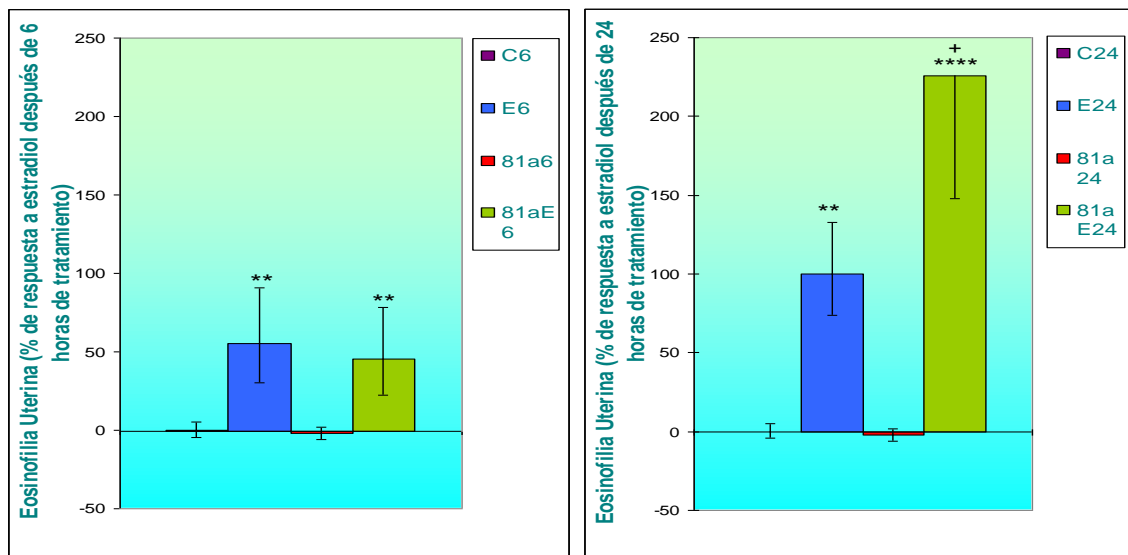 Eosinofilia Uterina (% de respuesta a estradiol después de 6
horas de tratamiento)
250
200
150
100
50
0
-50
**
**
C6
E6
81a6
81aE
6
Eosinofilia Uterina (% de respuesta a estradiol después de 24
horas de tratamiento)
250
200
150
100
50
0
-50
**
+
****
C24
E24
81a
24
81a
E24